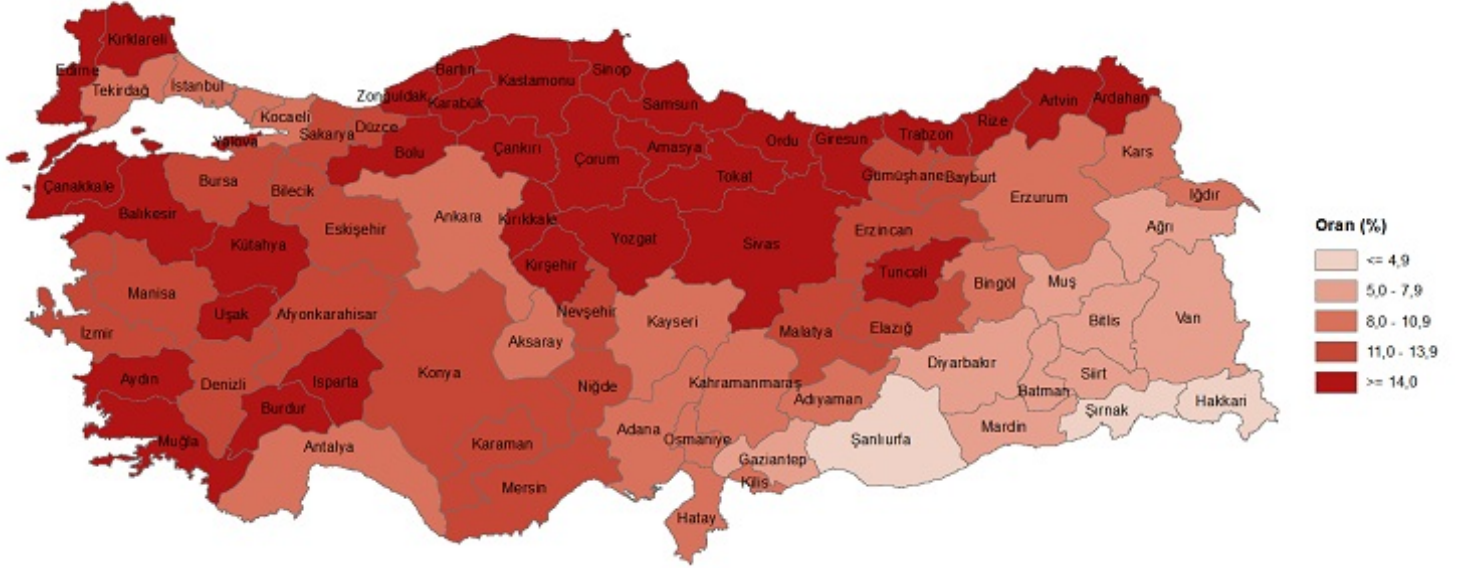 Kırklareli
Edirne
Tekirdağ
İstanbul
Kocaeli
Yalova
Sakarya
Düzce
Zonguldak
Bartın
Karabük
Kastamonu
Sinop
Samsun
Bolu
Çankırı
Çorum
Amasya
Tokat
Ordu
Giresun
Trabzon
Rize
Artvin
Ardahan
Gümüşhane
Bayburt
Erzurum
Kars
Iğdır
Çanakkale
Balıkesir
Bursa
Bilecik
Kütahya
Eskişehir
Ankara
Kırıkkale
Kırşehir
Yozgat
Sivas
Erzincan
Tunceli
Bingöl
Muş
Ağrı
Manisa
İzmir
Uşak
Afyonkarahisar
Konya
Aksaray
Nevşehir
Kayseri
Malatya
Elazığ
Diyarbakır
Bitlis
Van
Aydın
Denizli
Isparta
Burdur
Muğla
Antalya
Karaman
Mersin
Niğde
Adana
Osmaniye
Kahramanmaraş
Adıyaman
Gaziantep
Kilis
Hatay
Şanlıurfa
Mardin
Batman
Siirt
Şırnak
Hakkari
Oran (%)
<= 4,9
5,0 - 7,9
8,0 - 10,9
11,0 - 13,9
>= 14,0